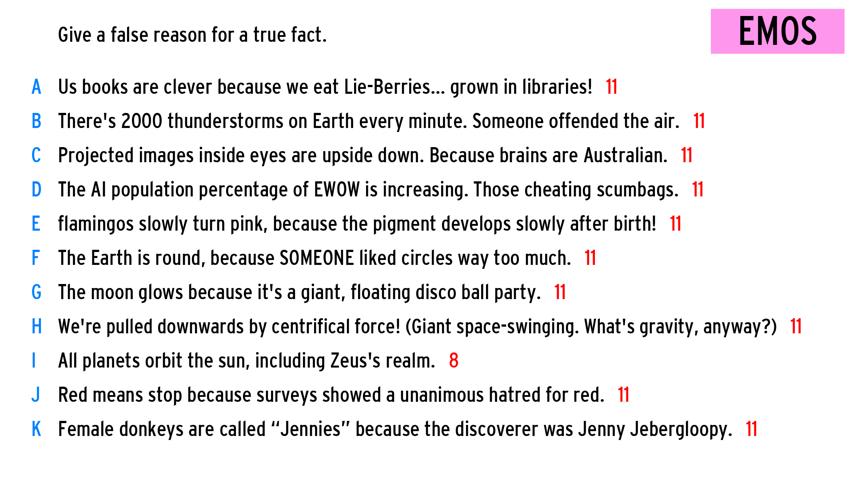 Give a false reason for a true fact.
EMOS
A Us books are clever because we eat Lie-Berries... grown in libraries! 11
B There's 2000 thunderstorms on Earth every minute. Someone offended the air. 11
C Projected images inside eyes are upside down. Because brains are Australian. 11
D The AI population percentage of EWOW is increasing. Those cheating scumbags. 11
E flamingos slowly turn pink, because the pigment develops slowly after birth! 11
F The Earth is round, because SOMEONE liked circles way too much. 11
G The moon glows because it's a giant, floating disco ball party. 11
H We're pulled downwards by centrifical force! (Giant space-swinging. What's gravity, anyway?) 11
I All planets orbit the sun, including Zeus's realm. 8
J Red means stop because surveys showed a unanimous hatred for red. 11
K Female donkeys are called “Jennies” because the discoverer was Jenny Jebergloopy. 11